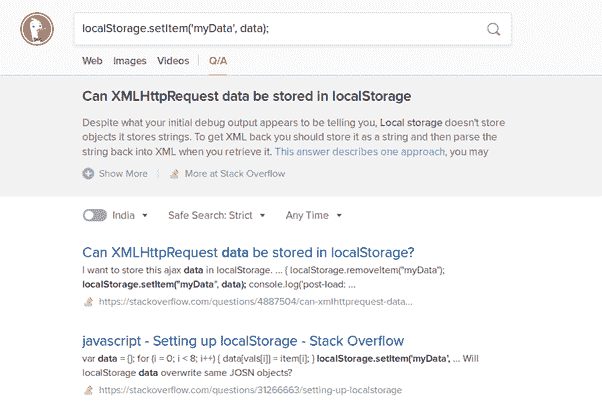 localStorage.setItem('myData', data);
Web Images Videos Q/A
Can XMLHttpRequest data be stored in localStorage
Despite what your initial debug output appears to be telling you, Local storage doesn't store
objects it stores strings. To get XML back you should store it as a string and then parse the
string back into XML when you retrieve it. This answer describes one approach, you may
Show More More at Stack Overflow
India Safe Search: Strict Any Time
Can XMLHttpRequest data be stored in localStorage?
I want to store this ajax data in localStorage. ... { localStorage.removeItem("myData");
localStorage.setItem("myData", data); console.log('post-load: ...
https://stackoverflow.com/questions/4887504/can-xmlhttprequest-data...
javascript - Setting up localStorage - Stack Overflow
var data = {}; for (i = 0; i < 8; i++) { data[vals[i]] = item[i]; } localStorage.setItem('myData', ... Will
localStorage data overwrite same JOSN objects?
https://stackoverflow.com/questions/31266663/setting-up-localstorage